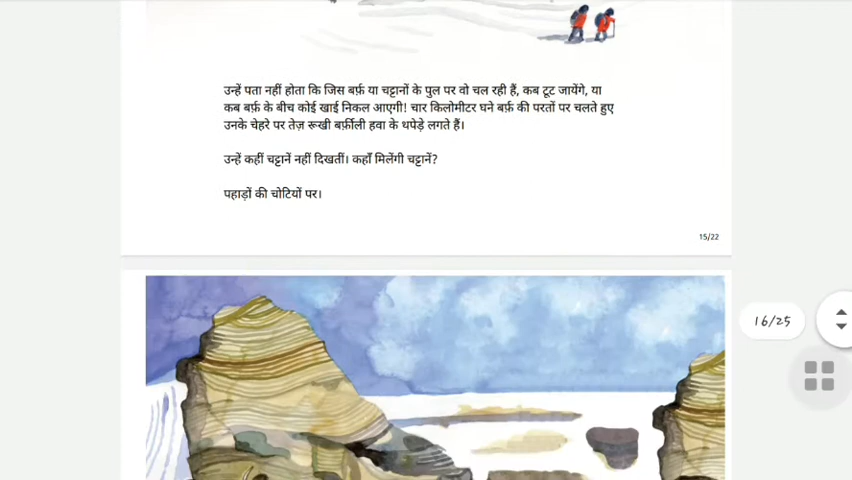 उन्हें पता नहीं होता कि जिस बर्फ़ या चट्टानों के पुल पर वो चल रही हैं, कब टूट जायेंगे, या
कब बर्फ़ के बीच कोई खाई निकल आएगी! चार किलोमीटर घने बर्फ़ की परतों पर चलते हुए
उनके चेहरे पर तेज़ रूखी बर्फ़ीली हवा के थपेड़े लगते हैं।
उन्हें कहीं चट्टानें नहीं दिखतीं। कहाँ मिलेंगी चट्टानें?
पहाड़ों की चोटियों पर।
15/22
16/25